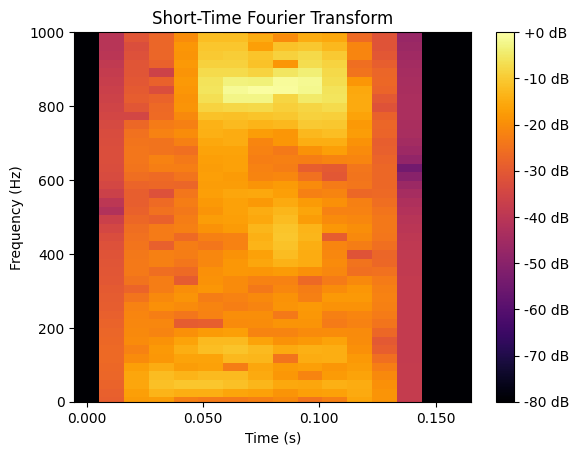 Short-Time Fourier Transform
1000
800
600
400
200
0
Frequency (Hz)
0.000
0.050
0.100
0.150
Time (s)
+0 dB
-10 dB
-20 dB
-30 dB
-40 dB
-50 dB
-60 dB
-70 dB
-80 dB